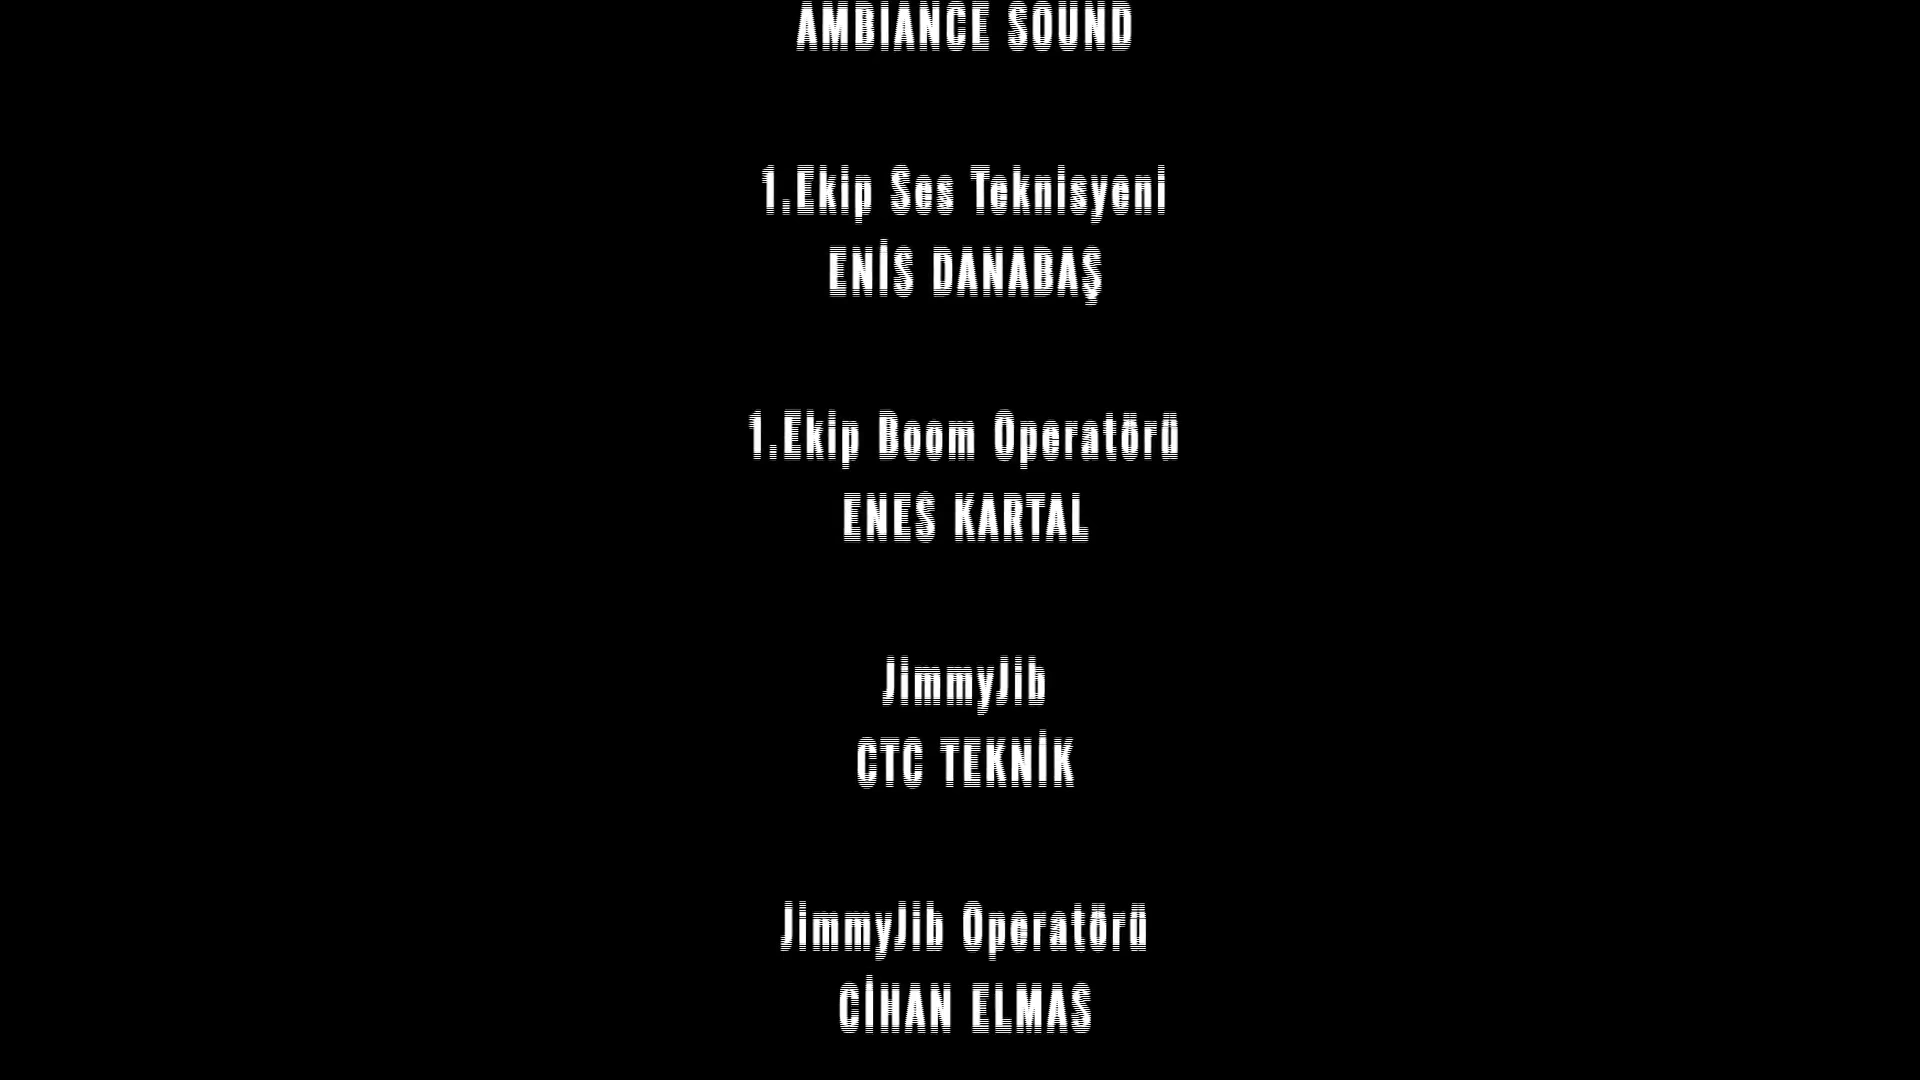 AMBIANCE SOUND
1.Ekip Ses Teknisyeni
ENİS DANABAŞ
1.Ekip Boom Operatörü
ENES KARTAL
JimmyJib
CTC TEKNİK
JimmyJib Operatörü
CİHAN ELMAS